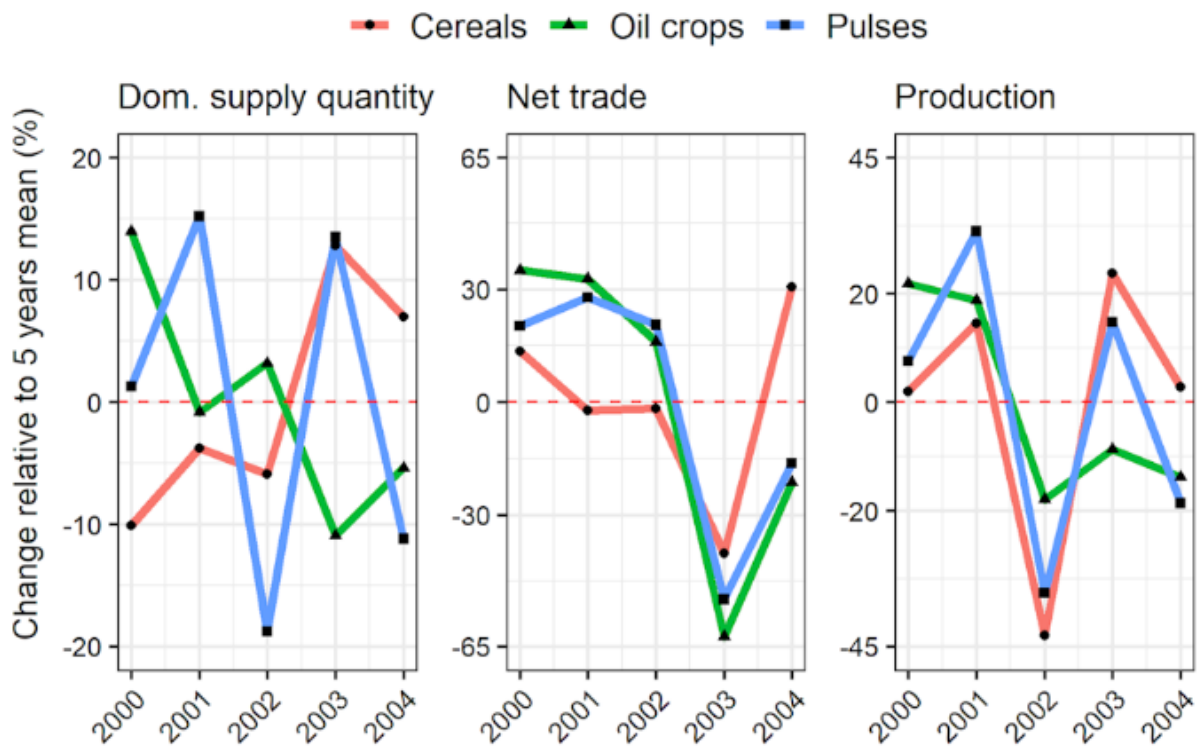 Cereals Oil crops Pulses
Dom. supply quantity
Net trade
Production
Change relative to 5 years mean (%)
20
10
0
-10
-20
2000 2001 2002 2003 2004
65
30
0
-30
-65
2000 2001 2002 2003 2004
45
20
0
-20
-45
2000 2001 2002 2003 2004